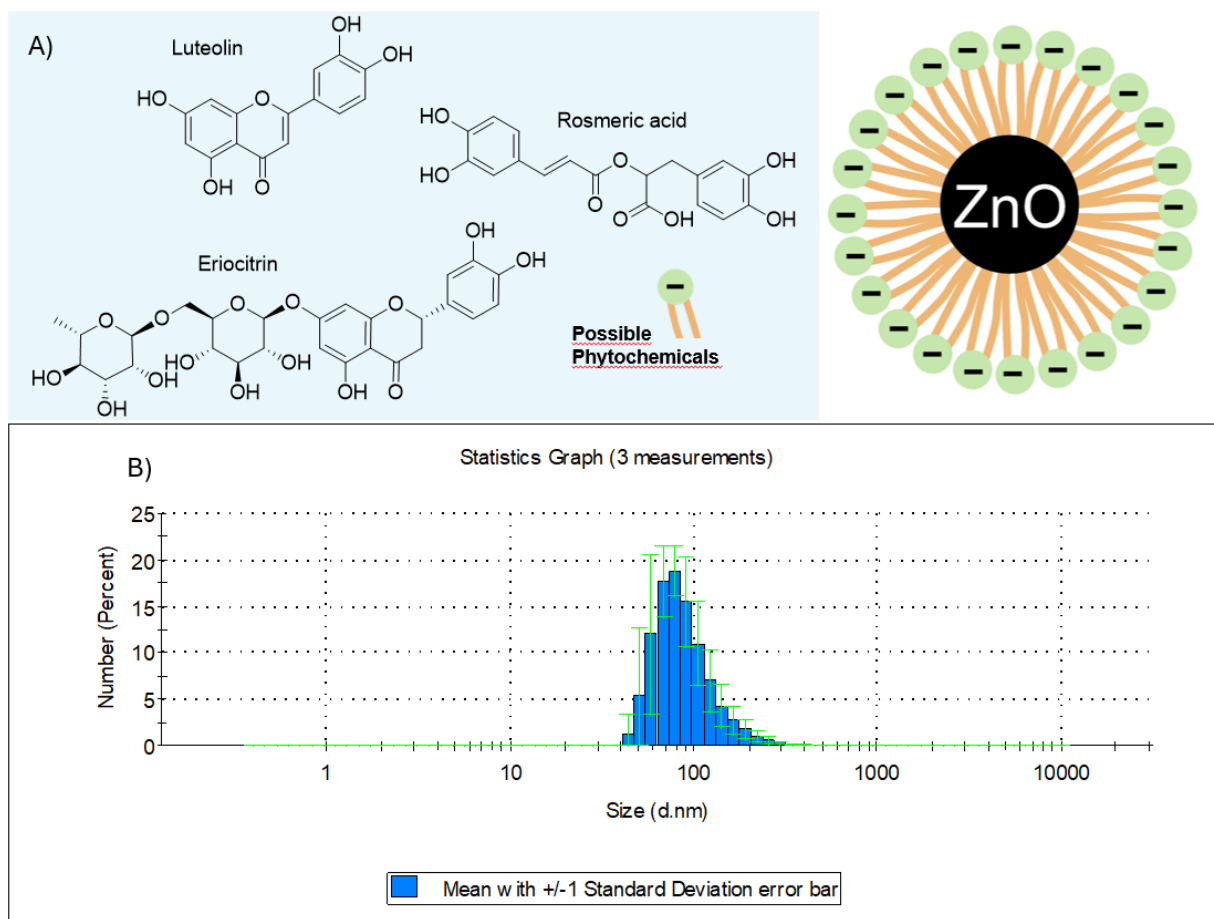 A)
Luteolin
OH
OH
HO
O
OH
O
Rosmeric acid
HO
HO
O
O
O
OH
OH
OH
Eriocitrin
OH
OH
O
O
O
O
O
HO
HO
OH
OH
HO
OH
OH
OH
O
Possible
Phytochemicals
ZnO
B)
Statistics Graph (3 measurements)
Number (Percent)
25
20
15
10
5
0
1
10
100
1000
10000
Size (d.nm)
Mean with +/-1 Standard Deviation error bar